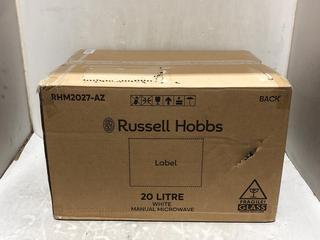 RHM2027-AZ
BACK
Russell Hobbs
Label
20 LITRE
WHITE
MANUAL MICROWAVE
FRAGILE
GLASS